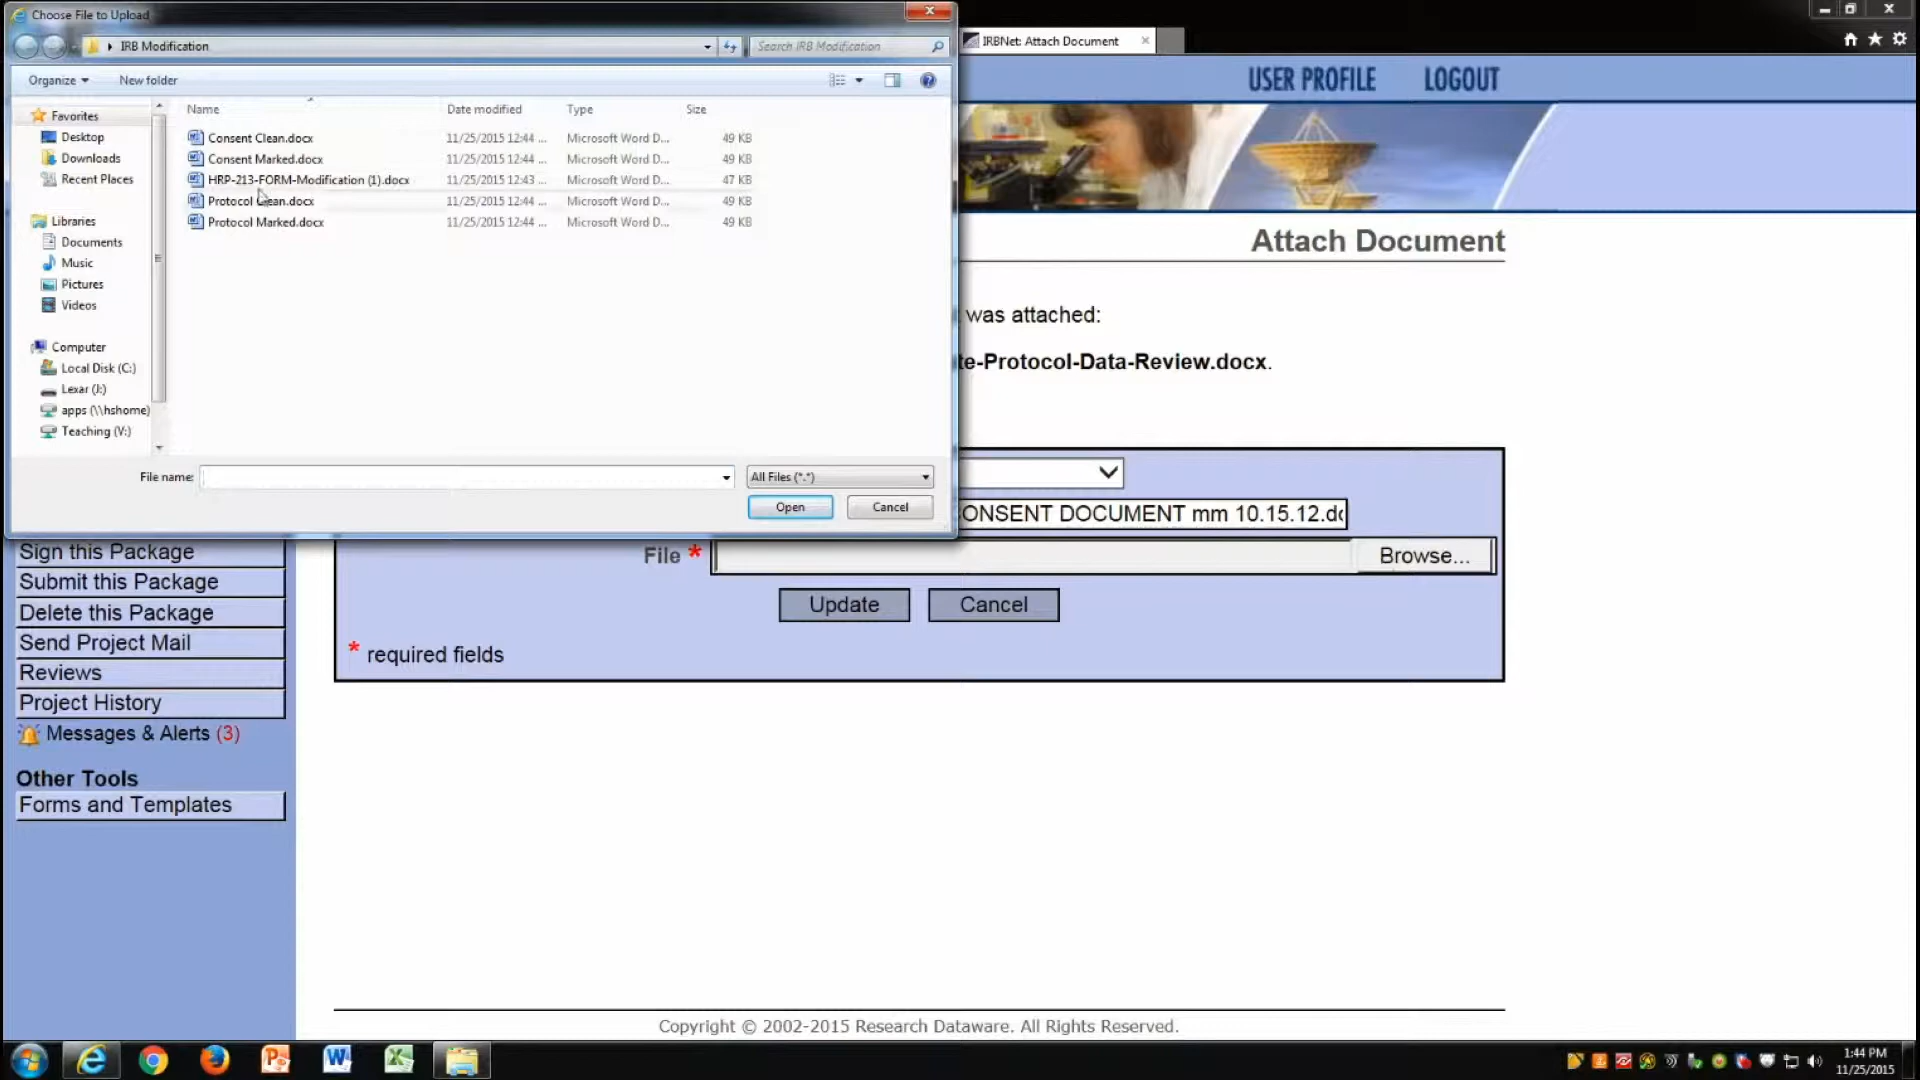 Choose File to Upload
IRB Modification
Search IRB Modification
Organize
New folder
Name
Date modified
Type
Size
Favorites
Desktop
Downloads
Recent Places
Libraries
Documents
Music
Pictures
Videos
Computer
Local Disk (C:)
Lexar (J:)
apps (\\hshome)
Teaching (V:)
Consent Clean.docx 11/25/2015 12:44 ... Microsoft Word D... 49 KB
Consent Marked.docx 11/25/2015 12:44 ... Microsoft Word D... 49 KB
HRP-213-FORM-Modification (1).docx 11/25/2015 12:43 ... Microsoft Word D... 47 KB
Protocol Clean.docx 11/25/2015 12:44 ... Microsoft Word D... 49 KB
Protocol Marked.docx 11/25/2015 12:44 ... Microsoft Word D... 49 KB
File name:
All Files (*.*)
Open
Cancel
IRBNet: Attach Document
USER PROFILE
LOGOUT
Attach Document
was attached:
te-Protocol-Data-Review.docx.
ONSENT DOCUMENT mm 10.15.12.do
File *
Browse...
Update
Cancel
* required fields
Sign this Package
Submit this Package
Delete this Package
Send Project Mail
Reviews
Project History
Messages & Alerts (3)
Other Tools
Forms and Templates
Copyright © 2002-2015 Research Dataware. All Rights Reserved.
1:44 PM
11/25/2015